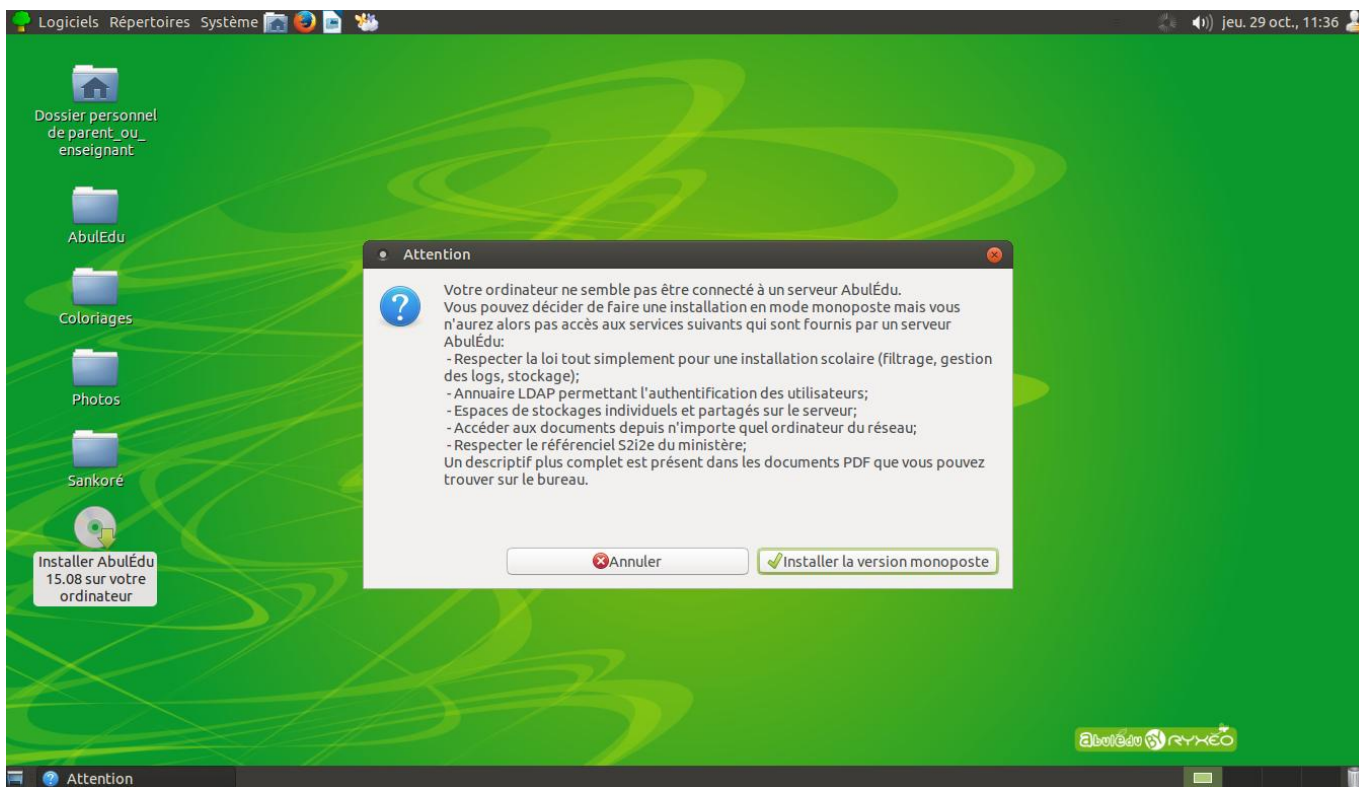 Logiciels Répertoires Système
jeu. 29 oct., 11:36
Dossier personnel
de parent_ou_
enseignant
AbulEdu
Coloriages
Photos
Sankoré
Installer AbulÉdu
15.08 sur votre
ordinateur
Attention
Votre ordinateur ne semble pas être connecté à un serveur AbulÉdu.
Vous pouvez décider de faire une installation en mode monoposte mais vous
n'aurez alors pas accès aux services suivants qui sont fournis par un serveur
AbulÉdu:
- Respecter la loi tout simplement pour une installation scolaire (filtrage, gestion
des logs, stockage);
- Annuaire LDAP permettant l'authentification des utilisateurs;
- Espaces de stockages individuels et partagés sur le serveur;
- Accéder aux documents depuis n'importe quel ordinateur du réseau;
- Respecter le référenciel S2i2e du ministère;
Un descriptif plus complet est présent dans les documents PDF que vous pouvez
trouver sur le bureau.
Annuler
Installer la version monoposte
abulédu RYXÉO
Attention